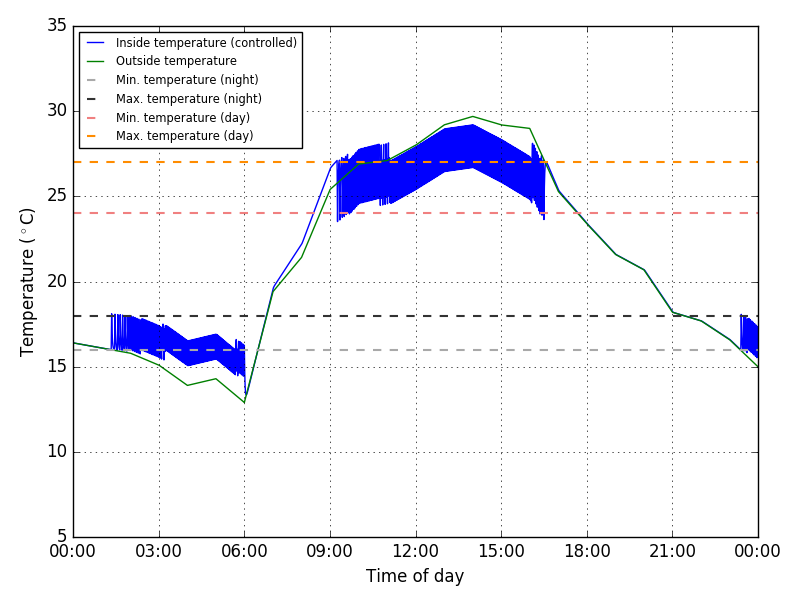 35
30
25
20
15
10
5
Temperature (°C)
Inside temperature (controlled)
Outside temperature
Min. temperature (night)
Max. temperature (night)
Min. temperature (day)
Max. temperature (day)
00:00 03:00 06:00 09:00 12:00 15:00 18:00 21:00 00:00
Time of day